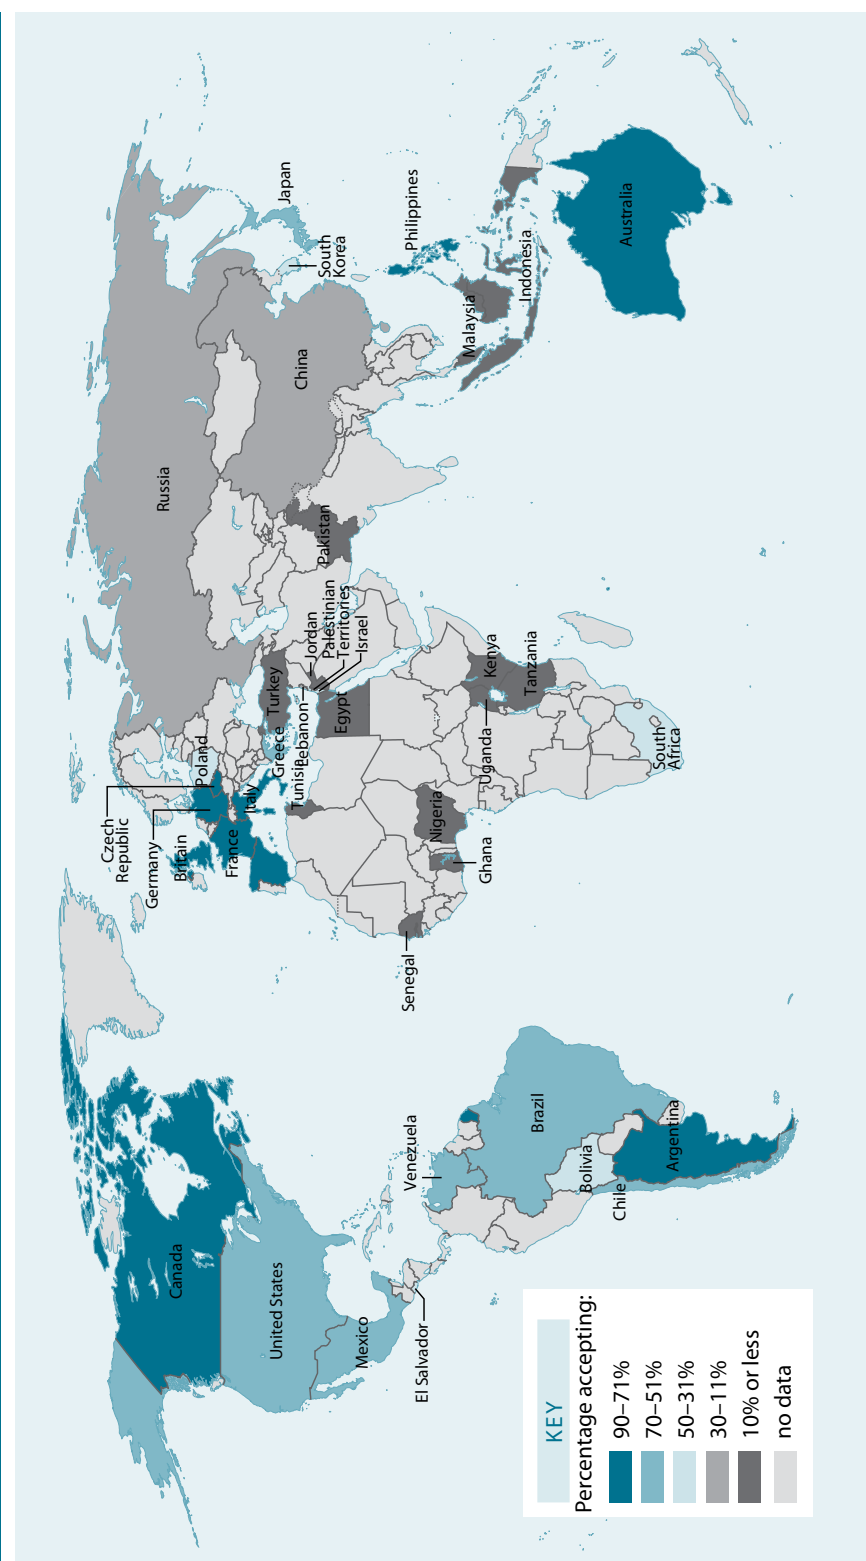 Canada
United States
Mexico
El Salvador
Venezuela
Brazil
Bolivia
Chile
Argentina
Czech
Republic
Germany
Britain
France
Poland
Italy
Greece
Tunisia
Turkey
Lebanon
Jordan
Palestinian
Territories
Israel
Egypt
Senegal
Ghana
Nigeria
Uganda
Kenya
Tanzania
South
Africa
Russia
China
Pakistan
Japan
South
Korea
Philippines
Malaysia
Indonesia
Australia
KEY
Percentage accepting:
90–71%
70–51%
50–31%
30–11%
10% or less
no data